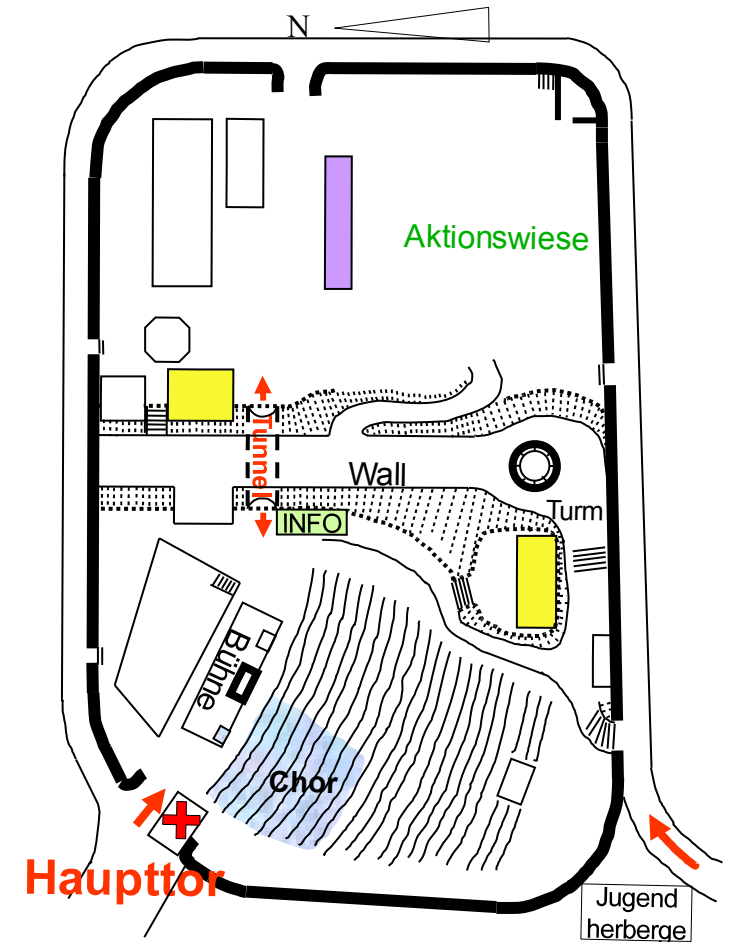 N
Aktionswiese
Tunnel
Wall
INFO
Turm
Bühne
Chor
Haupttor
Jugend
herberge